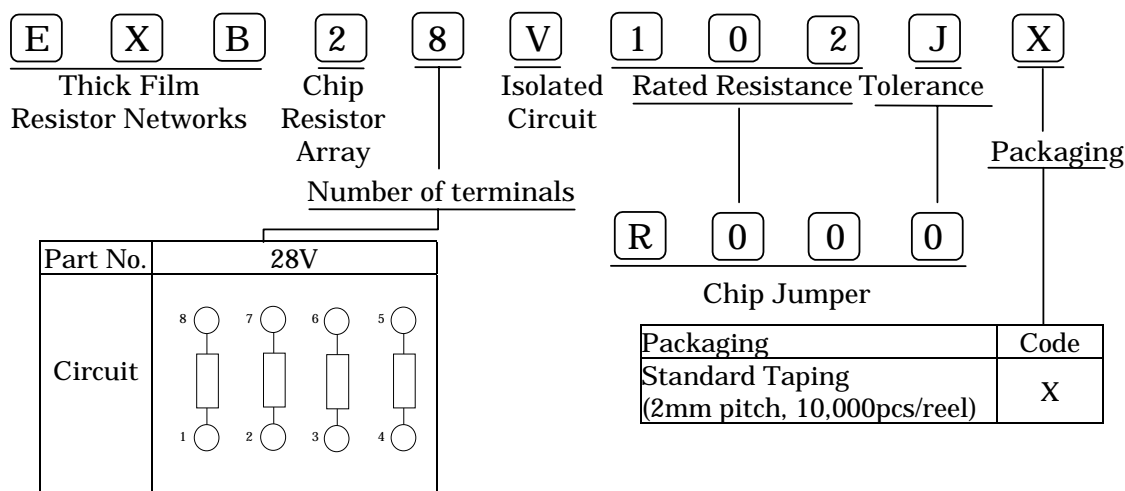 E X B 2 8 V 1 0 2 J X
Thick Film Resistor Networks
Chip Resistor Array
Isolated Circuit
Rated Resistance
Tolerance
Packaging
Number of terminals
R 0 0 0
Chip Jumper
Part No. 28V
Circuit
8 7 6 5
1 2 3 4
Packaging Code
Standard Taping X
(2mm pitch, 10,000pcs/reel)